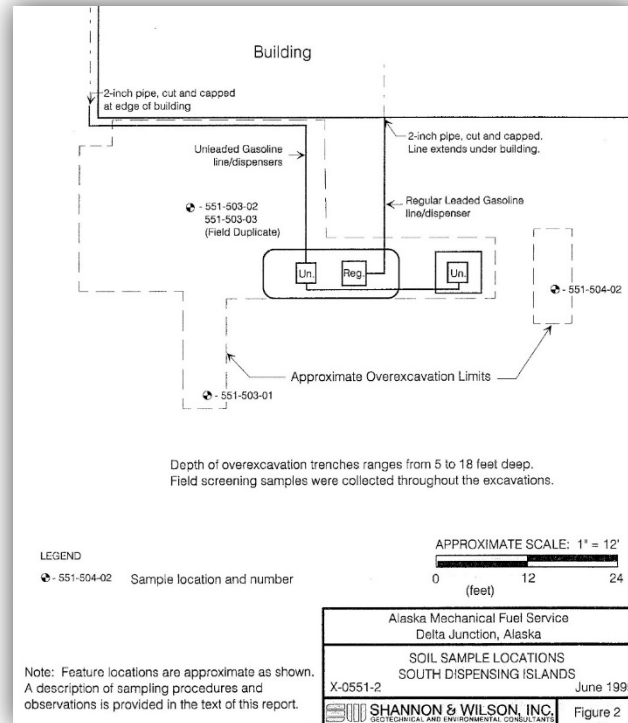 Building
2-inch pipe, cut and capped
at edge of building
2-inch pipe, cut and capped.
Line extends under building.
Unleaded Gasoline
line/dispensers
Regular Leaded Gasoline
line/dispenser
- 551-503-02
551-503-03
(Field Duplicate)
Un.
Reg.
Un.
- 551-504-02
Approximate Overexcavation Limits
- 551-503-01
Depth of overexcavation trenches ranges from 5 to 18 feet deep.
Field screening samples were collected throughout the excavations.
LEGEND
- 551-504-02 Sample location and number
APPROXIMATE SCALE: 1" = 12'
0 12 24
(feet)
Note: Feature locations are approximate as shown.
A description of sampling procedures and
observations is provided in the text of this report.
Alaska Mechanical Fuel Service
Delta Junction, Alaska
SOIL SAMPLE LOCATIONS
SOUTH DISPENSING ISLANDS
X-0551-2 June
SHANNON & WILSON, INC.
GEOTECHNICAL AND ENVIRONMENTAL CONSULTANTS
Figure 2